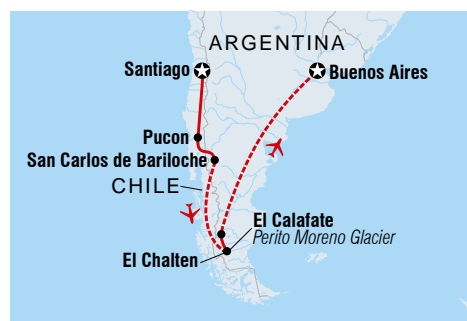 ARGENTINA
Santiago
Buenos Aires
Pucon
San Carlos de Bariloche
CHILE
El Calafate
Perito Moreno Glacier
El Chalten